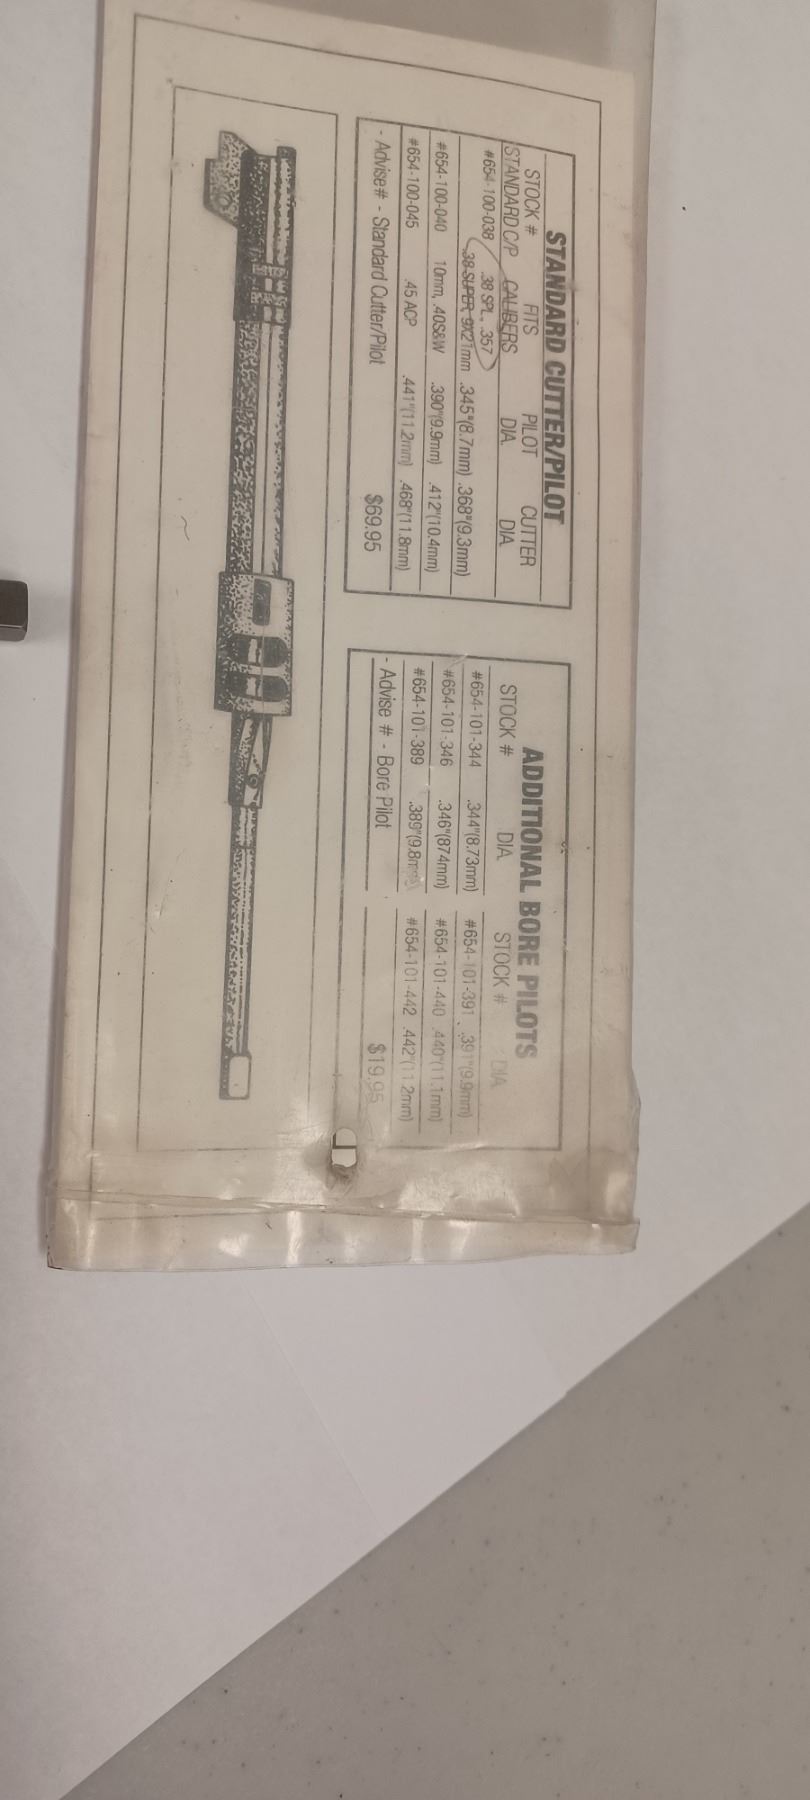 STANDARD CUTTER/PILOT
STOCK # FITS PILOT CUTTER
STANDARD C/P CALIBERS DIA. DIA.
#654-100-038 .38 SPL., .357
.38 SUPER, 9X21mm .345"(8.7mm) .368"(9.3mm)
#654-100-040 10mm, .40S&W .390"(9.9mm) .412"(10.4mm)
#654-100-045 .45 ACP .441"(11.2mm) .468"(11.8mm)
- Advise# - Standard Cutter/Pilot $69.95
ADDITIONAL BORE PILOTS
STOCK # DIA. STOCK # DIA.
#654-101-344 .344"(8.73mm) #654-101-391 .391"(9.9mm)
#654-101-346 .346"(874mm) #654-101-440 .440"(11.1mm)
#654-101-389 .389"(9.8mm) #654-101-442 .442"(11.2mm)
- Advise # - Bore Pilot $19.95